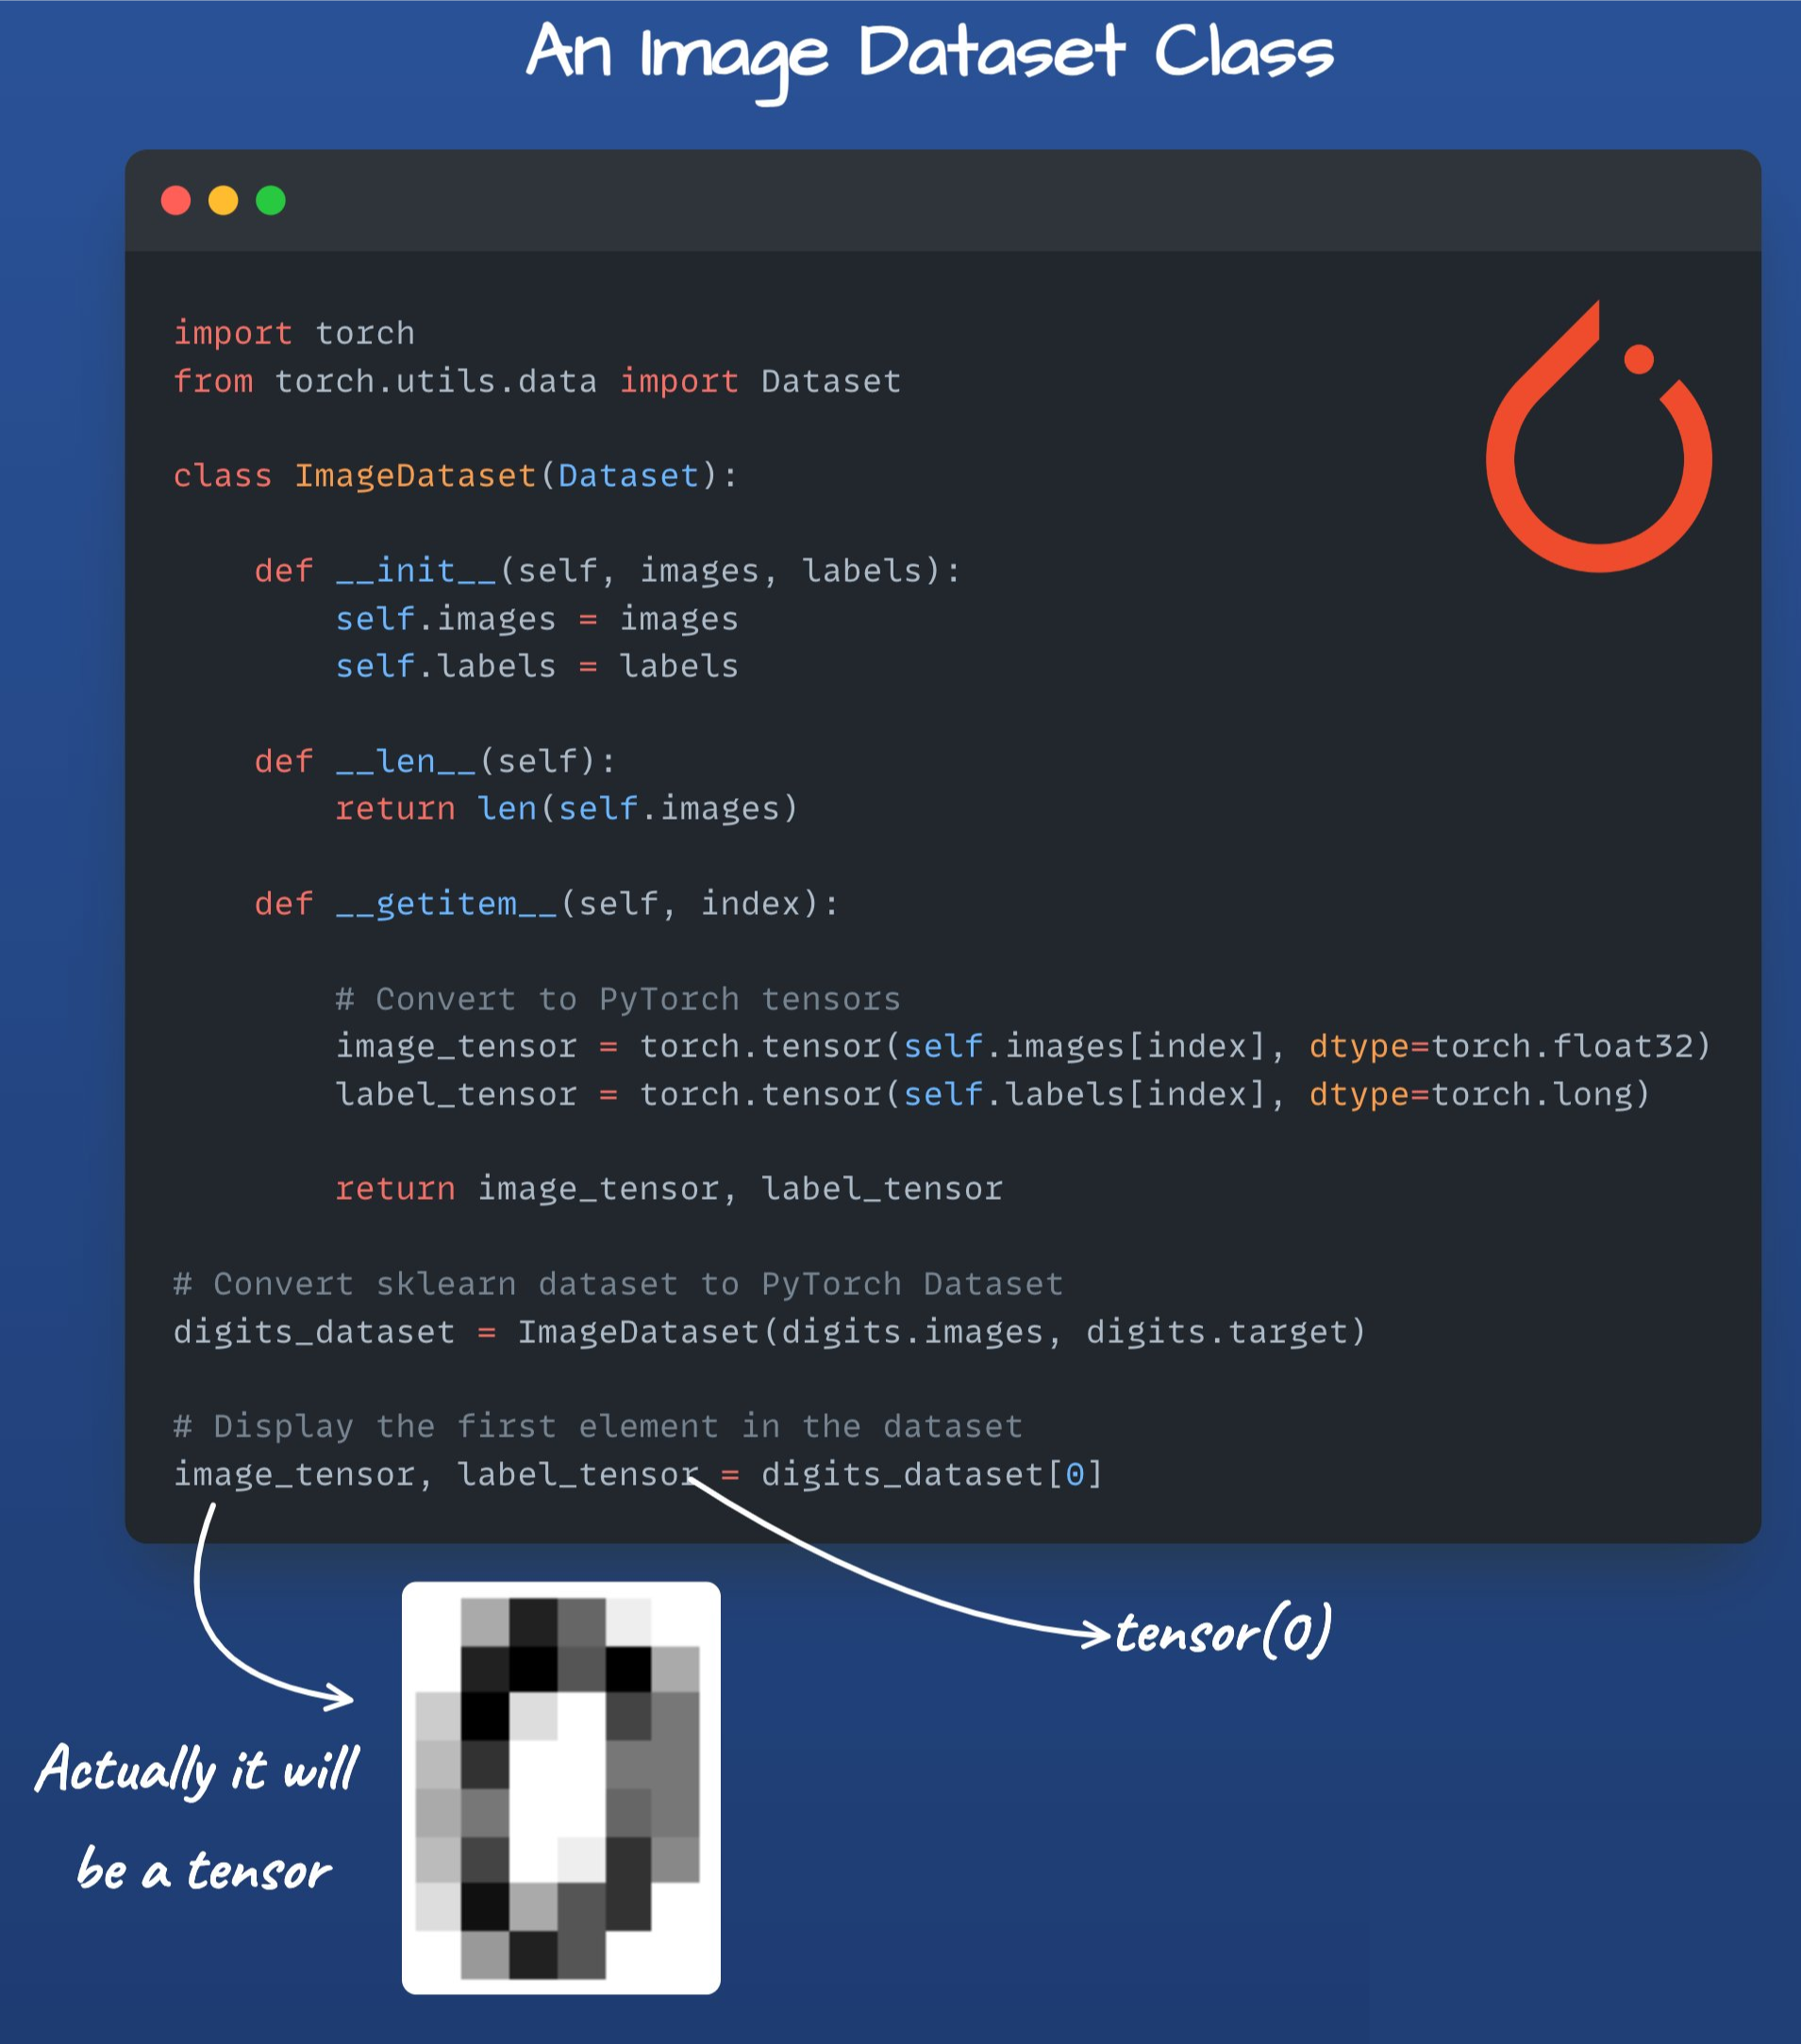 An Image Dataset Class
import torch
from torch.utils.data import Dataset
class ImageDataset(Dataset):
def __init__(self, images, labels):
self.images = images
self.labels = labels
def __len__(self):
return len(self.images)
def __getitem__(self, index):
# Convert to PyTorch tensors
image_tensor = torch.tensor(self.images[index], dtype=torch.float32)
label_tensor = torch.tensor(self.labels[index], dtype=torch.long)
return image_tensor, label_tensor
# Convert sklearn dataset to PyTorch Dataset
digits_dataset = ImageDataset(digits.images, digits.target)
# Display the first element in the dataset
image_tensor, label_tensor = digits_dataset[0]
tensor(0)
Actually it will
be a tensor